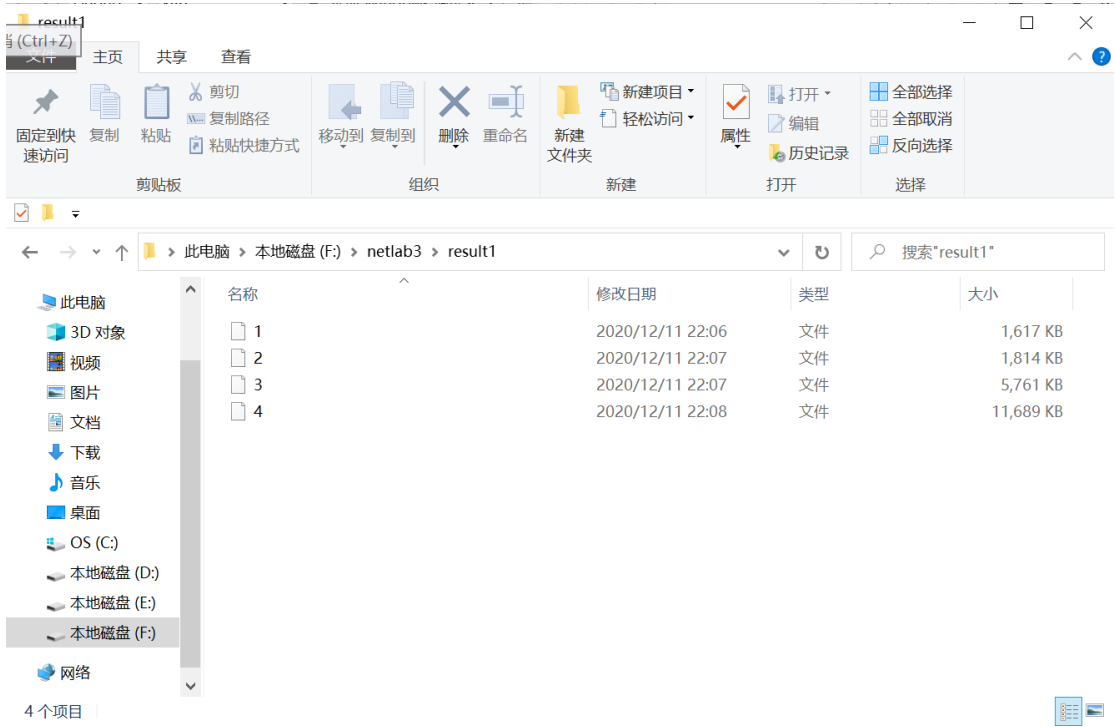 result1
消 (Ctrl+Z)
文件 主页 共享 查看
固定到快速访问
复制
粘贴
剪切
复制路径
粘贴快捷方式
剪贴板
移动到
复制到
删除
重命名
组织
新建
文件夹
新建项目
轻松访问
新建
属性
打开
编辑
历史记录
打开
全部选择
全部取消
反向选择
选择
此电脑 > 本地磁盘 (F:) > netlab3 > result1
搜索"result1"
名称 修改日期 类型 大小
1 2020/12/11 22:06 文件 1,617 KB
2 2020/12/11 22:07 文件 1,814 KB
3 2020/12/11 22:07 文件 5,761 KB
4 2020/12/11 22:08 文件 11,689 KB
此电脑
3D 对象
视频
图片
文档
下载
音乐
桌面
OS (C:)
本地磁盘 (D:)
本地磁盘 (E:)
本地磁盘 (F:)
网络
4 个项目